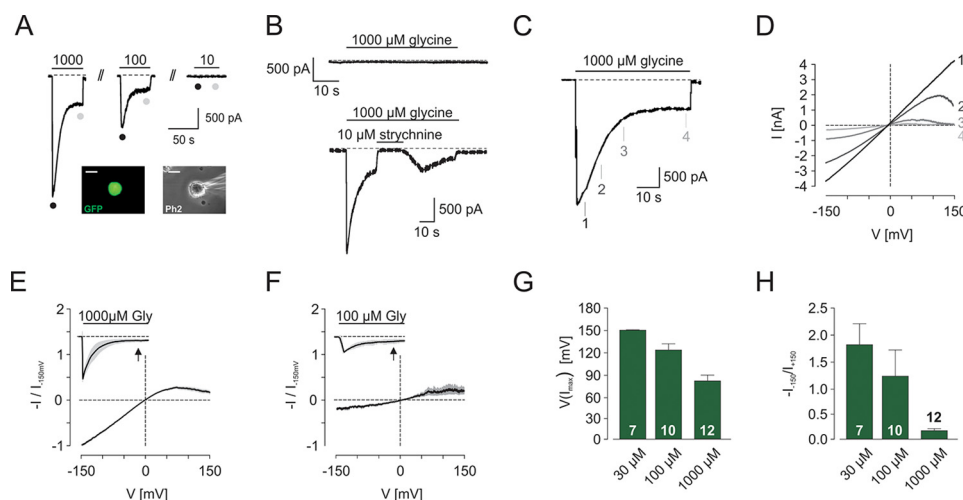 A
1000
//
100
//
10
500 pA
50 s
GFP
Ph2
B
1000 µM glycine
500 pA
10 s
1000 µM glycine
10 µM strychnine
500 pA
10 s
C
1000 µM glycine
1
2
3
4
500 pA
10 s
D
I [nA]
4
3
2
1
0
-1
-2
-3
-4
1
2
3
4
-150
0
150
V [mV]
E
1000µM Gly
-I / I-150mV
2
1
0
-1
-150
0
150
V [mV]
F
100 µM Gly
-I / I-150mV
2
1
0
-1
-150
0
150
V [mV]
G
V(Imax) [mV]
180
150
120
90
60
30
0
7
10
12
30 µM
100 µM
1000 µM
H
-I-150/I+150
2.5
2.0
1.5
1.0
0.5
0.0
7
10
12
30 µM
100 µM
1000 µM